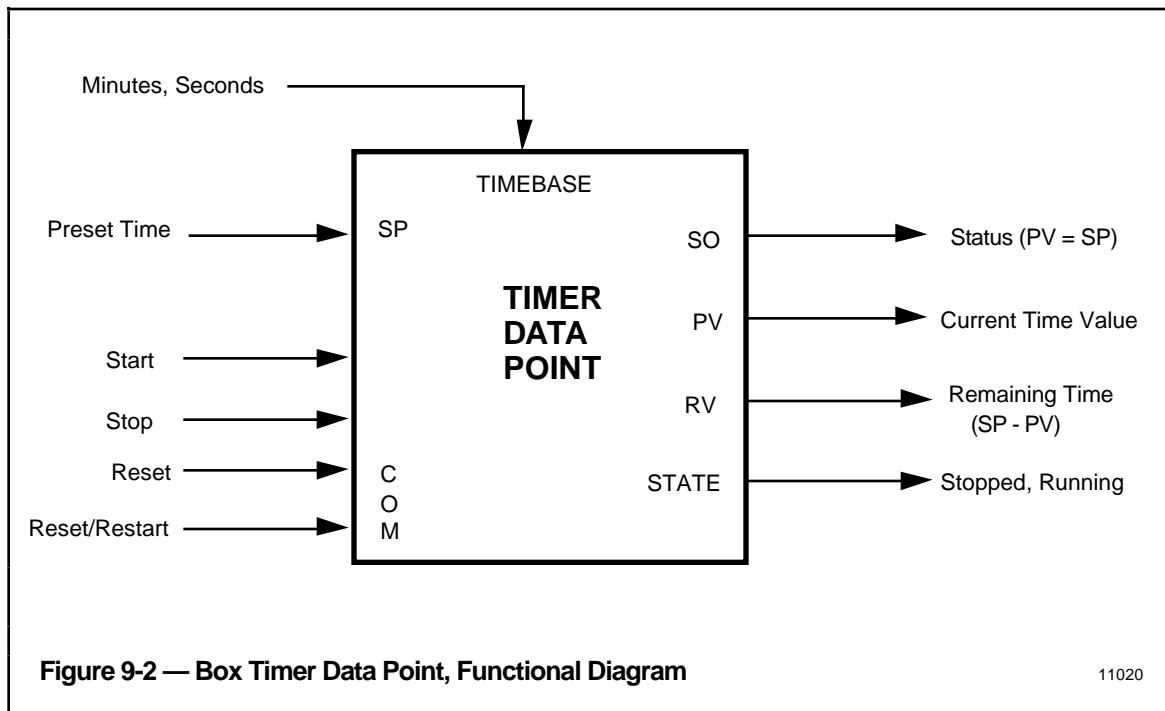 Minutes, Seconds
TIMEBASE
Preset Time
SP
SO
Status (PV = SP)
TIMER
DATA
POINT
PV
Current Time Value
Start
RV
Remaining Time
(SP - PV)
Stop
Reset
C
O
M
STATE
Stopped, Running
Reset/Restart
Figure 9-2 — Box Timer Data Point, Functional Diagram
11020